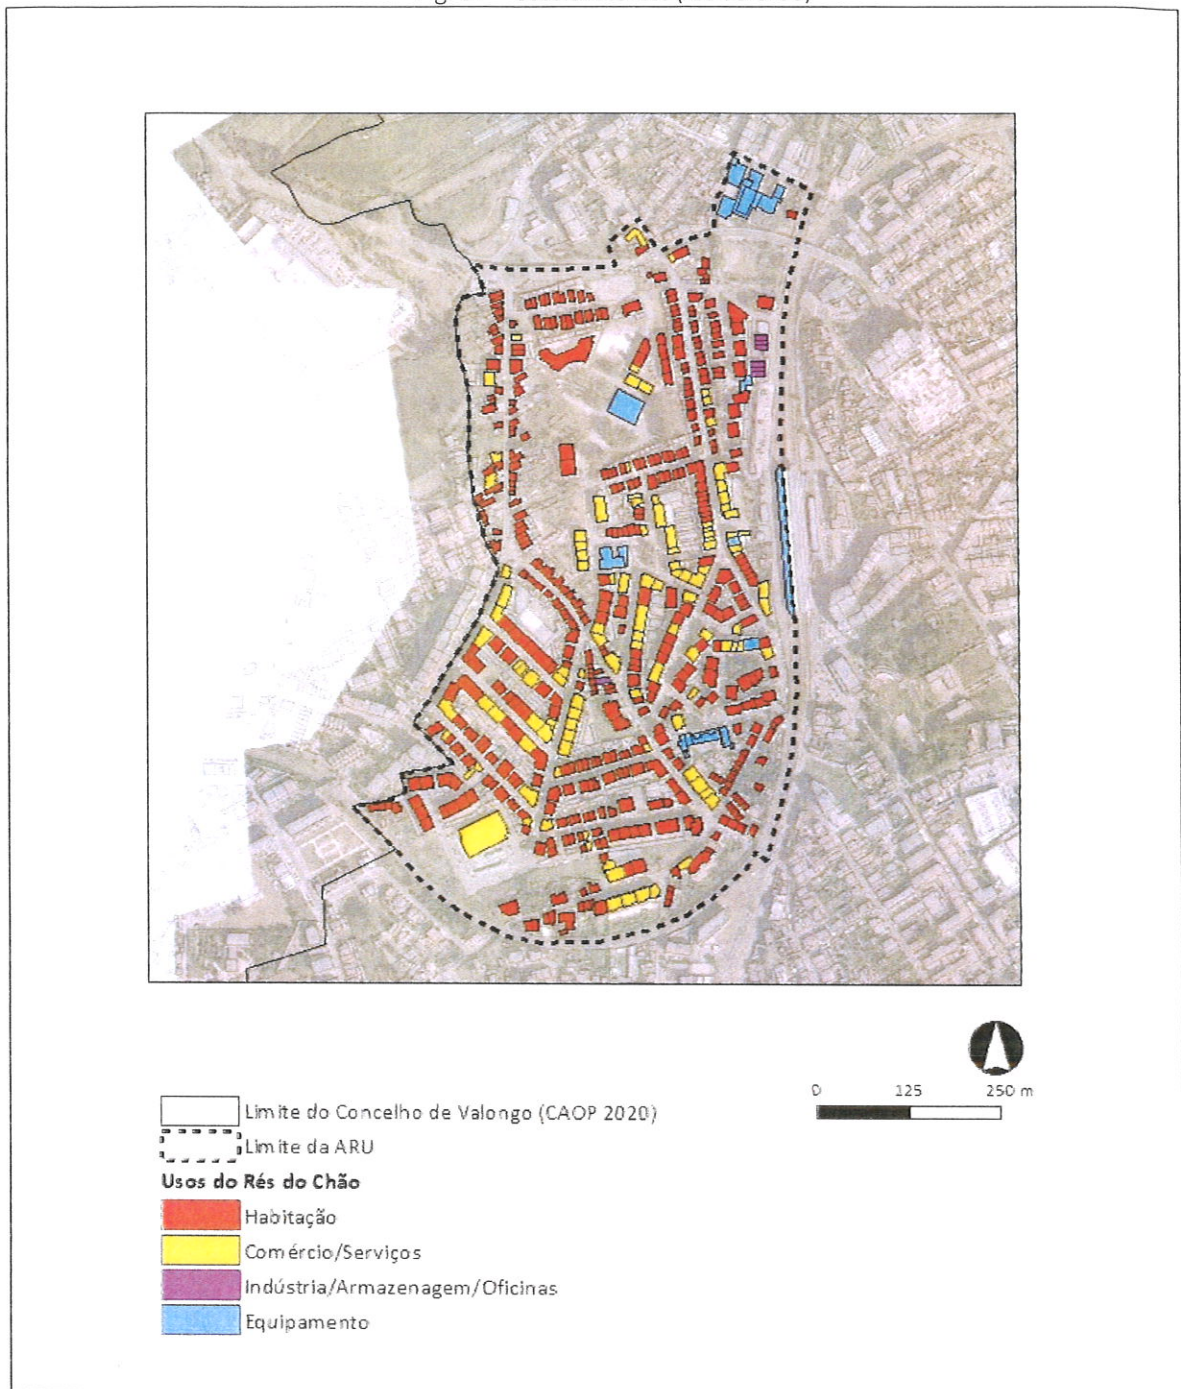 0 125 250 m
Limite do Concelho de Valongo (CAOP 2020)
Limite da ARU
Usos do Rés do Chão
Habitação
Comércio/Serviços
Indústria/Armazenagem/Oficinas
Equipamento